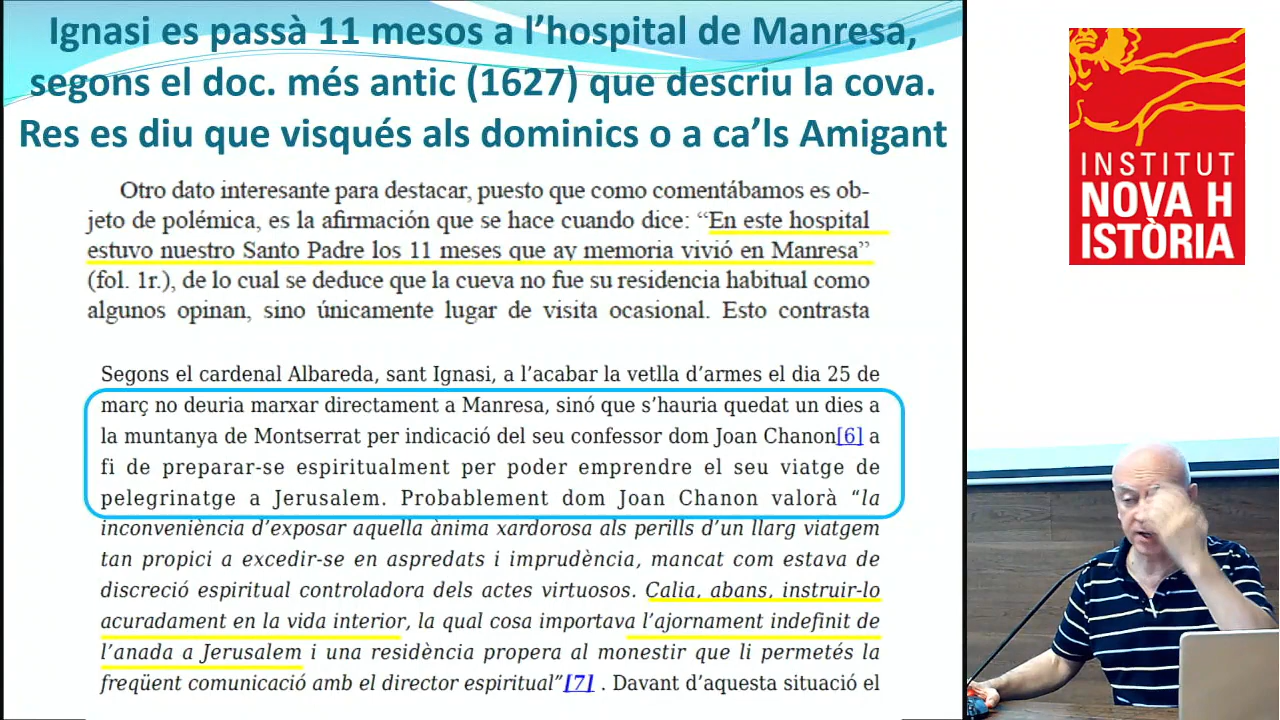 Ignasi es passà 11 mesos a l’hospital de Manresa,
segons el doc. més antic (1627) que descriu la cova.
Res es diu que visqués als dominics o a ca’ls Amigant
Otro dato interesante para destacar, puesto que como comentábamos es ob-
jeto de polémica, es la afirmación que se hace cuando dice: “En este hospital
estuvo nuestro Santo Padre los 11 meses que ay memoria vivió en Manresa”
(fol. 1r.), de lo cual se deduce que la cueva no fue su residencia habitual como
algunos opinan, sino únicamente lugar de visita ocasional. Esto contrasta
Segons el cardenal Albareda, sant Ignasi, a l’acabar la vetlla d’armes el dia 25 de
març no deuria marxar directament a Manresa, sinó que s’hauria quedat un dies a
la muntanya de Montserrat per indicació del seu confessor dom Joan Chanon[6] a
fi de preparar-se espiritualment per poder emprendre el seu viatge de
pelegrinatge a Jerusalem. Probablement dom Joan Chanon valorà “la
inconveniència d’exposar aquella ànima xardorosa als perills d’un llarg viatgem
tan propici a excedir-se en aspredats i imprudència, mancat com estava de
discreció espiritual controladora dels actes virtuosos. Calia, abans, instruir-lo
acuradament en la vida interior, la qual cosa importava l’ajornament indefinit de
l’anada a Jerusalem i una residència propera al monestir que li permetés la
freqüent comunicació amb el director espiritual”[7] . Davant d’aquesta situació el
INSTITUT
NOVA H
ISTÒRIA